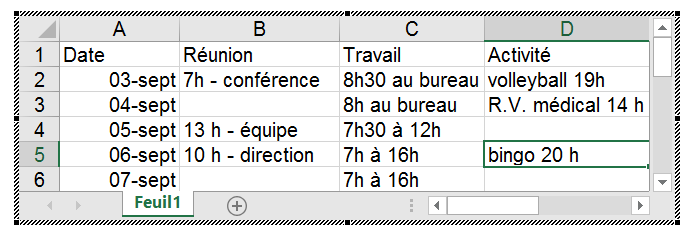 A B C D
1 Date Réunion Travail Activité
2 03-sept 7h - conférence 8h30 au bureau volleyball 19h
3 04-sept 8h au bureau R.V. médical 14 h
4 05-sept 13 h - équipe 7h30 à 12h
5 06-sept 10 h - direction 7h à 16h bingo 20 h
6 07-sept 7h à 16h
Feuil1